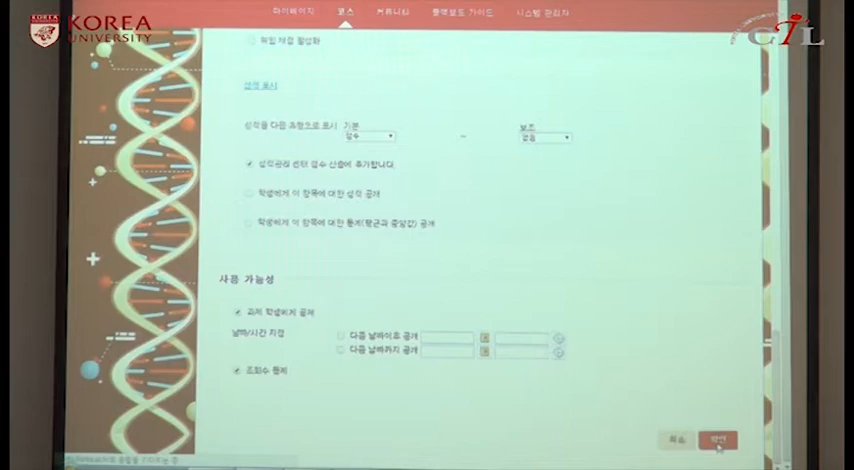 KOREA
UNIVERSITY
CTL
마이페이지 코스 커뮤니티 블랙보드 가이드 시스템 관리자
성적 표시
성적을 다음 유형으로 표시 기본 보조
점수 없음
성적관리 센터 점수 산출에 추가합니다.
학생에게 이 항목에 대한 성적 공개
학생에게 이 항목에 대한 통계(평균과 중앙값) 공개
사용 가능성
과제 학생에게 공개
날짜/시간 지정 다음 날짜이후 공개
다음 날짜까지 공개
조회수 통계
취소 확인